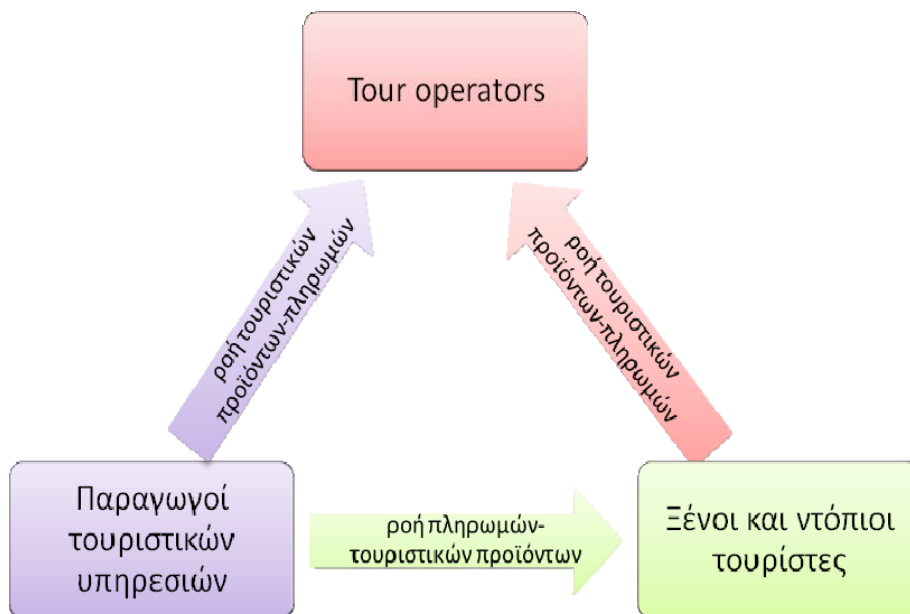 Tour operators
ροή τουριστικών
προϊόντων-πληρωμών
ροή τουριστικών
προϊόντων-πληρωμών
Παραγωγοί
τουριστικών
υπηρεσιών
ροή πληρωμών-
τουριστικών προϊόντων
Ξένοι και ντόπιοι
τουρίστες